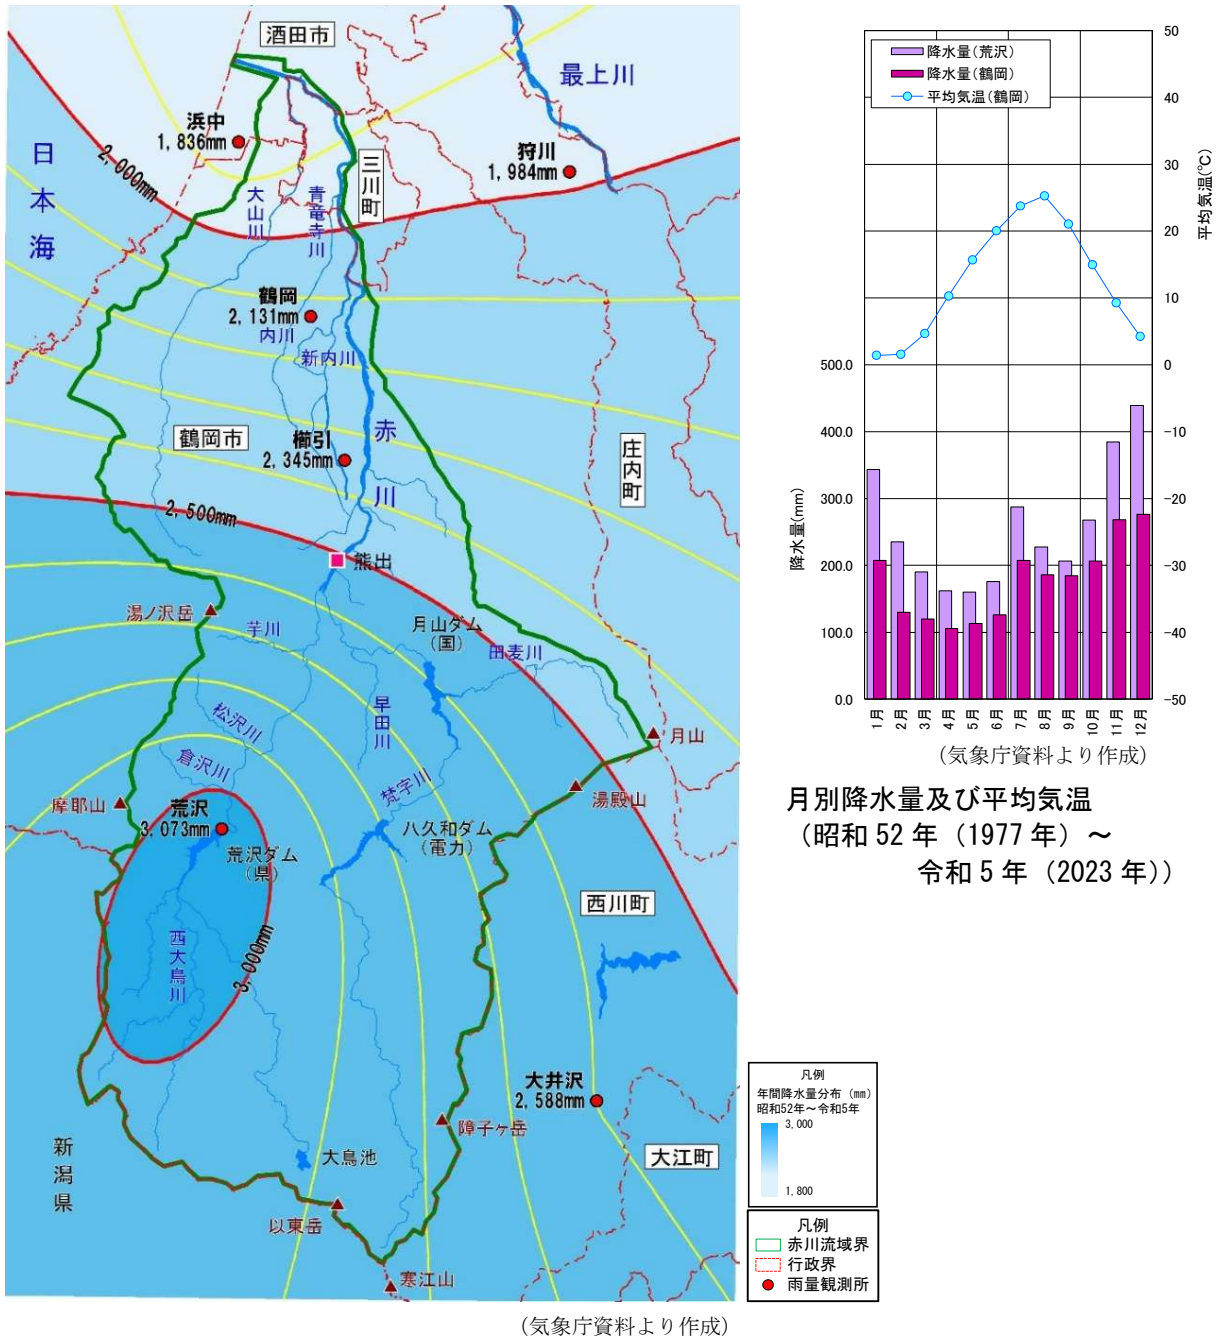 酒田市
最上川
浜中
1,836mm
狩川
1,984mm
日本海
2,000mm
三川町
大山川
青竜寺川
鶴岡
2,131mm
内川
新内川
赤川
鶴岡市
櫛引
2,345mm
庄内町
2,500mm
熊出
湯ノ沢岳
芋川
月山ダム
(国)
田麦川
松沢川
早田川
月山
倉沢川
梵字川
湯殿山
摩耶山
荒沢
3,073mm
八久和ダム
(電力)
荒沢ダム
(県)
西川町
西大鳥川
3,000mm
大井沢
2,588mm
障子ヶ岳
新潟県
大鳥池
大江町
以東岳
寒江山
(気象庁資料より作成)
降水量(荒沢)
降水量(鶴岡)
平均気温(鶴岡)
50
40
30
20
10
0
-10
-20
-30
-40
-50
平均気温(℃)
500.0
400.0
300.0
200.0
100.0
0.0
降水量(mm)
1月
2月
3月
4月
5月
6月
7月
8月
9月
10月
11月
12月
(気象庁資料より作成)
月別降水量及び平均気温
(昭和 52 年(1977 年)~
令和 5 年(2023 年))
凡例
年間降水量分布 (mm)
昭和52年~令和5年
3,000
1,800
凡例
赤川流域界
行政界
雨量観測所